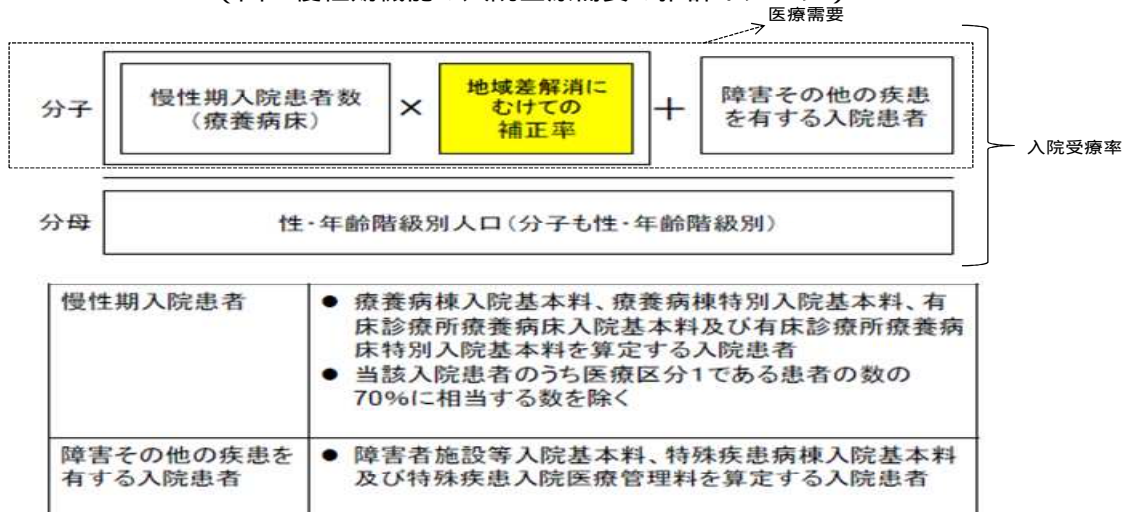 医療需要
分子
慢性期入院患者数
(療養病床)
×
地域差解消に
むけての
補正率
+
障害その他の疾患
を有する入院患者
入院受療率
分母
性・年齢階級別人口(分子も性・年齢階級別)
慢性期入院患者
● 療養病棟入院基本料、療養病棟特別入院基本料、有
床診療所療養病床入院基本料及び有床診療所療養病
床特別入院基本料を算定する入院患者
● 当該入院患者のうち医療区分1である患者の数の
70%に相当する数を除く
障害その他の疾患を
有する入院患者
● 障害者施設等入院基本料、特殊疾患病棟入院基本料
及び特殊疾患入院医療管理料を算定する入院患者